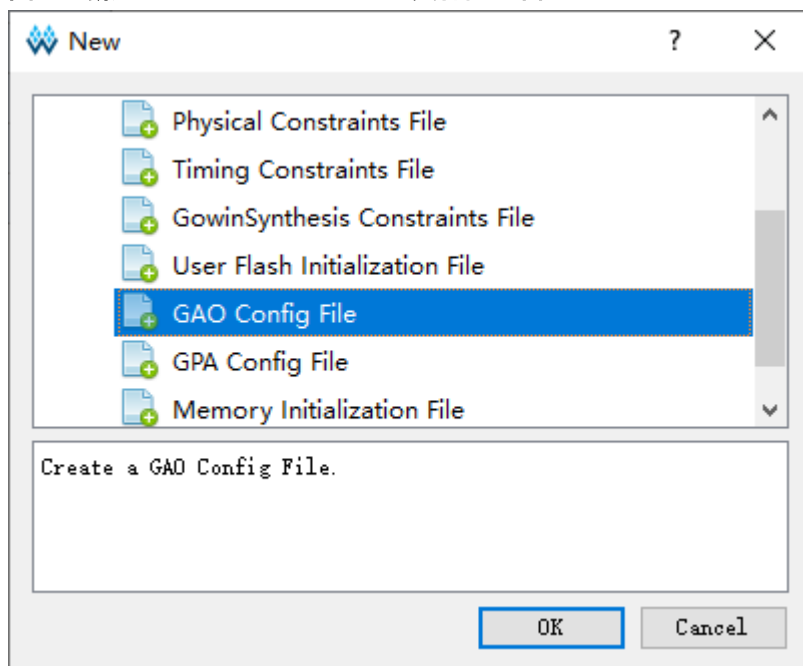 New
?
Physical Constraints File
Timing Constraints File
GowinSynthesis Constraints File
User Flash Initialization File
GAO Config File
GPA Config File
Memory Initialization File
Create a GAO Config File.
OK
Cancel